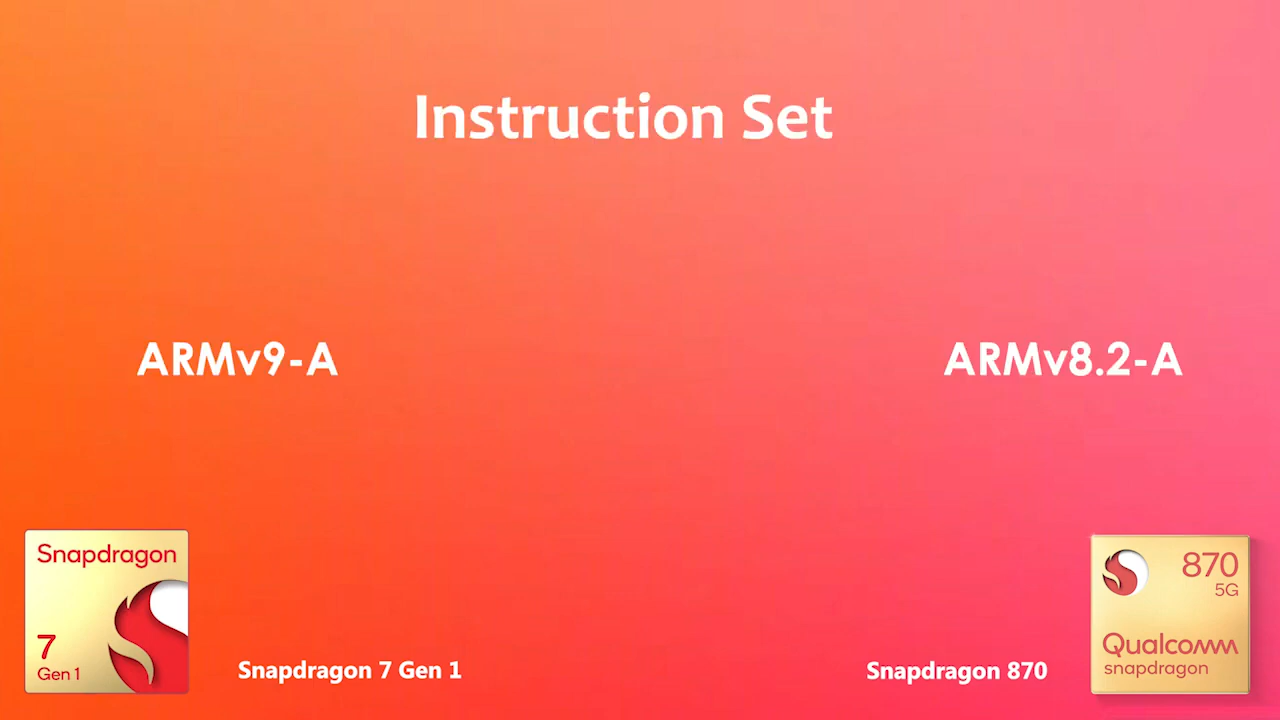 Instruction Set
ARMv9-A
ARMv8.2-A
Snapdragon
7
Gen 1
Snapdragon 7 Gen 1
Snapdragon 870
870
5G
Qualcomm
snapdragon